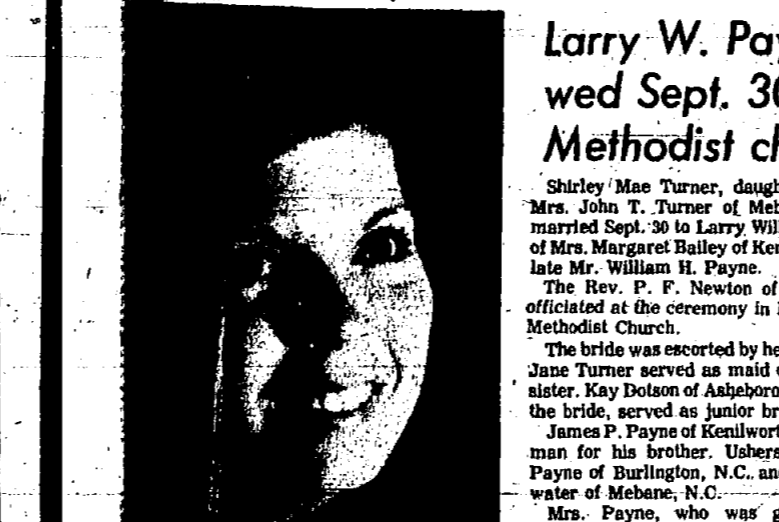 Larry W. Pay
wed Sept. 30
Methodist ch
Shirley Mae Turner, daugh
Mrs. John T. Turner of Meb
married Sept. 30 to Larry Will
of Mrs. Margaret Bailey of Ken
late Mr. William H. Payne.
The Rev. P. F. Newton of
officiated at the ceremony in
Methodist Church.
The bride was escorted by he
Jane Turner served as maid
sister. Kay Dotson of Asheboro
the bride, served as junior br
James P. Payne of Kenilwort
man for his brother. Ushers
Payne of Burlington, N.C., an
water of Mebane, N.C.
Mrs. Payne, who was g